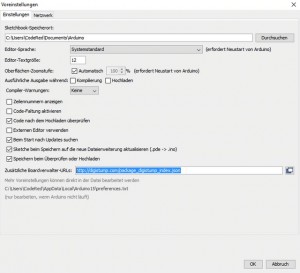 Voreinstellungen
Einstellungen Netzwerk
Sketchbook-Speicherort:
C:\Users\CodeRed\Documents\Arduino Durchsuchen
Editor-Sprache: Systemstandard (erfordert Neustart von Arduino)
Editor-Textgröße: 12
Oberflächen-Zoomstufe: Automatisch 100 % (erfordert Neustart von Arduino)
Ausführliche Ausgabe während: Kompilierung Hochladen
Compiler-Warnungen: Keine
Zeilennummern anzeigen
Code-Faltung aktivieren
Code nach dem Hochladen überprüfen
Externen Editor verwenden
Beim Start nach Updates suchen
Sketche beim Speichern auf die neue Dateierweiterung aktualisieren (.pde -> .ino)
Speichern beim Überprüfen oder Hochladen
Zusätzliche Boardverwalter-URLs: http://digistump.com/package_digistump_index.json
Mehr Voreinstellungen können direkt in der Datei bearbeitet werden
C:\Users\CodeRed\AppData\Local\Arduino15\preferences.txt
(nur bearbeiten, wenn Arduino nicht läuft)
OK Abbruch